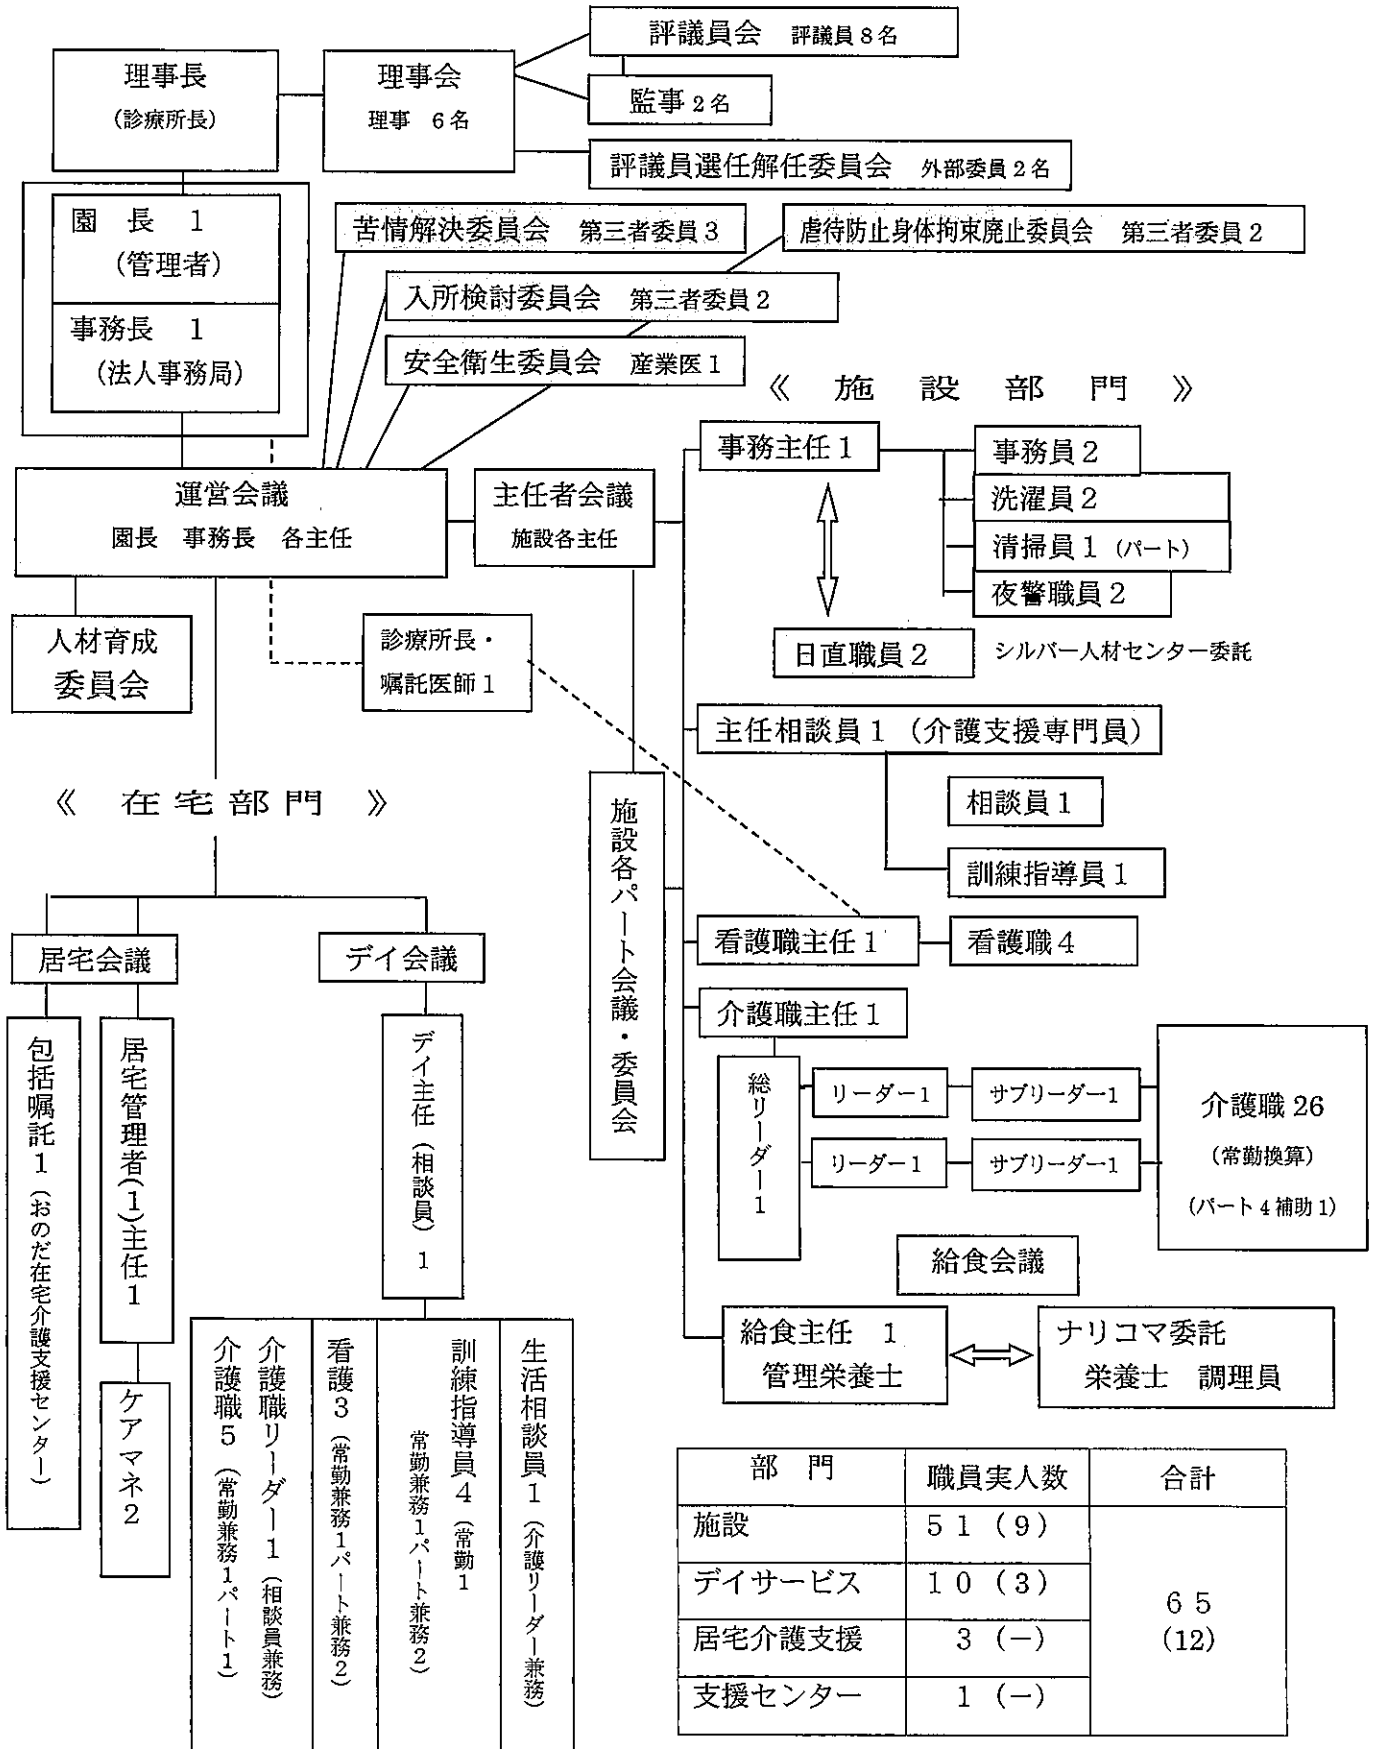 評議員会 評議員8名
理事長
(診療所長)
理事会
理事 6名
監事2名
評議員選任解任委員会 外部委員2名
園 長 1
(管理者)
事務長 1
(法人事務局)
苦情解決委員会 第三者委員3
虐待防止身体拘束廃止委員会 第三者委員2
入所検討委員会 第三者委員2
安全衛生委員会 産業医1
《 施 設 部 門 》
運営会議
園長 事務長 各主任
主任者会議
施設各主任
事務主任1
事務員2
洗濯員2
清掃員1(パート)
夜警職員2
日直職員2
シルバー人材センター委託
人材育成
委員会
診療所長・
嘱託医師1
主任相談員1(介護支援専門員)
相談員1
訓練指導員1
《 在宅部門 》
施設各パート会議・委員会
看護職主任1
看護職4
居宅会議
デイ会議
介護職主任1
総リーダー1
リーダー1
サブリーダー1
リーダー1
サブリーダー1
介護職26
(常勤換算)
(パート4補助1)
包括嘱託1(おのだ在宅介護支援センター)
居宅管理者(1)主任1
ケアマネ2
デイ主任(相談員)1
給食会議
給食主任 1
管理栄養士
ナリコマ委託
栄養士 調理員
生活相談員1(介護リーダー兼務)
訓練指導員4(常勤1
常勤兼務1パート兼務2)
看護3(常勤兼務1パート兼務2)
介護職リーダー1(相談員兼務)
介護職5(常勤兼務1パート1)
部 門 職員実人数 合計
施設 51(9)
デイサービス 10(3)
居宅介護支援 3(−)
支援センター 1(−)
65
(12)